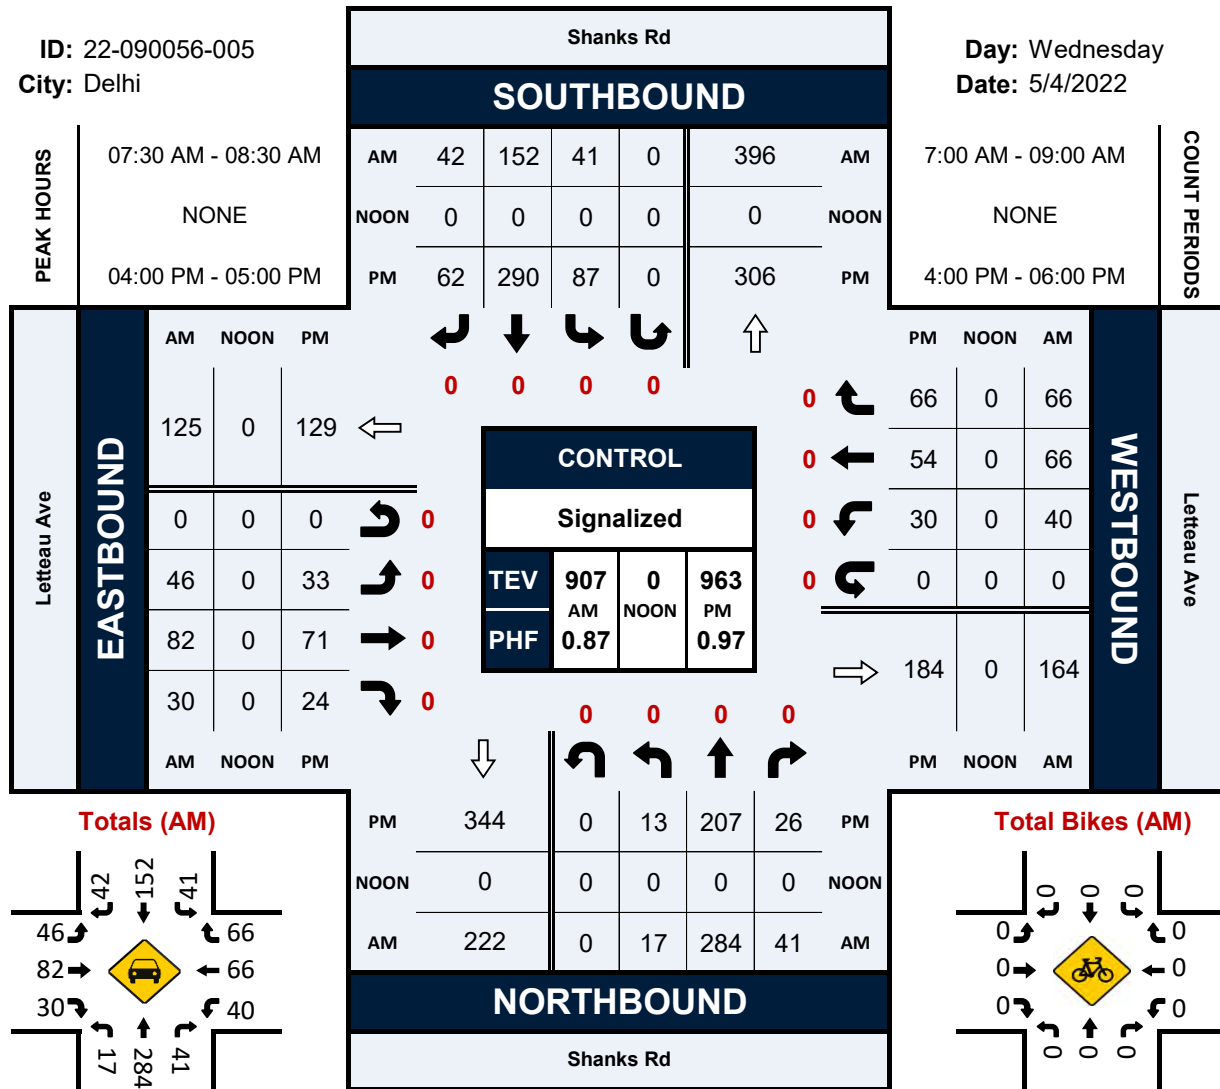 Shanks Rd
ID: 22-090056-005
City: Delhi
Day: Wednesday
Date: 5/4/2022
SOUTHBOUND
PEAK HOURS
07:30 AM - 08:30 AM
NONE
04:00 PM - 05:00 PM
AM 42 152 41 0 396 AM
NOON 0 0 0 0 0 NOON
PM 62 290 87 0 306 PM
7:00 AM - 09:00 AM
NONE
4:00 PM - 06:00 PM
COUNT PERIODS
0 0 0 0
Letteau Ave
EASTBOUND
AM NOON PM
125 0 129
0 0 0 0
46 0 33 0
82 0 71 0
30 0 24 0
AM NOON PM
CONTROL
Signalized
TEV 907 0 963
AM NOON PM
PHF 0.87 0.97
PM NOON AM
0 66 0 66
0 54 0 66
0 30 0 40
0 0 0 0
184 0 164
PM NOON AM
WESTBOUND
Letteau Ave
0 0 0 0
PM 344 0 13 207 26 PM
NOON 0 0 0 0 0 NOON
AM 222 0 17 284 41 AM
NORTHBOUND
Shanks Rd
Totals (AM)
42 152 41
46 66
82 66
30 40
17 284 41
Total Bikes (AM)
0 0 0
0 0
0 0
0 0
0 0 0